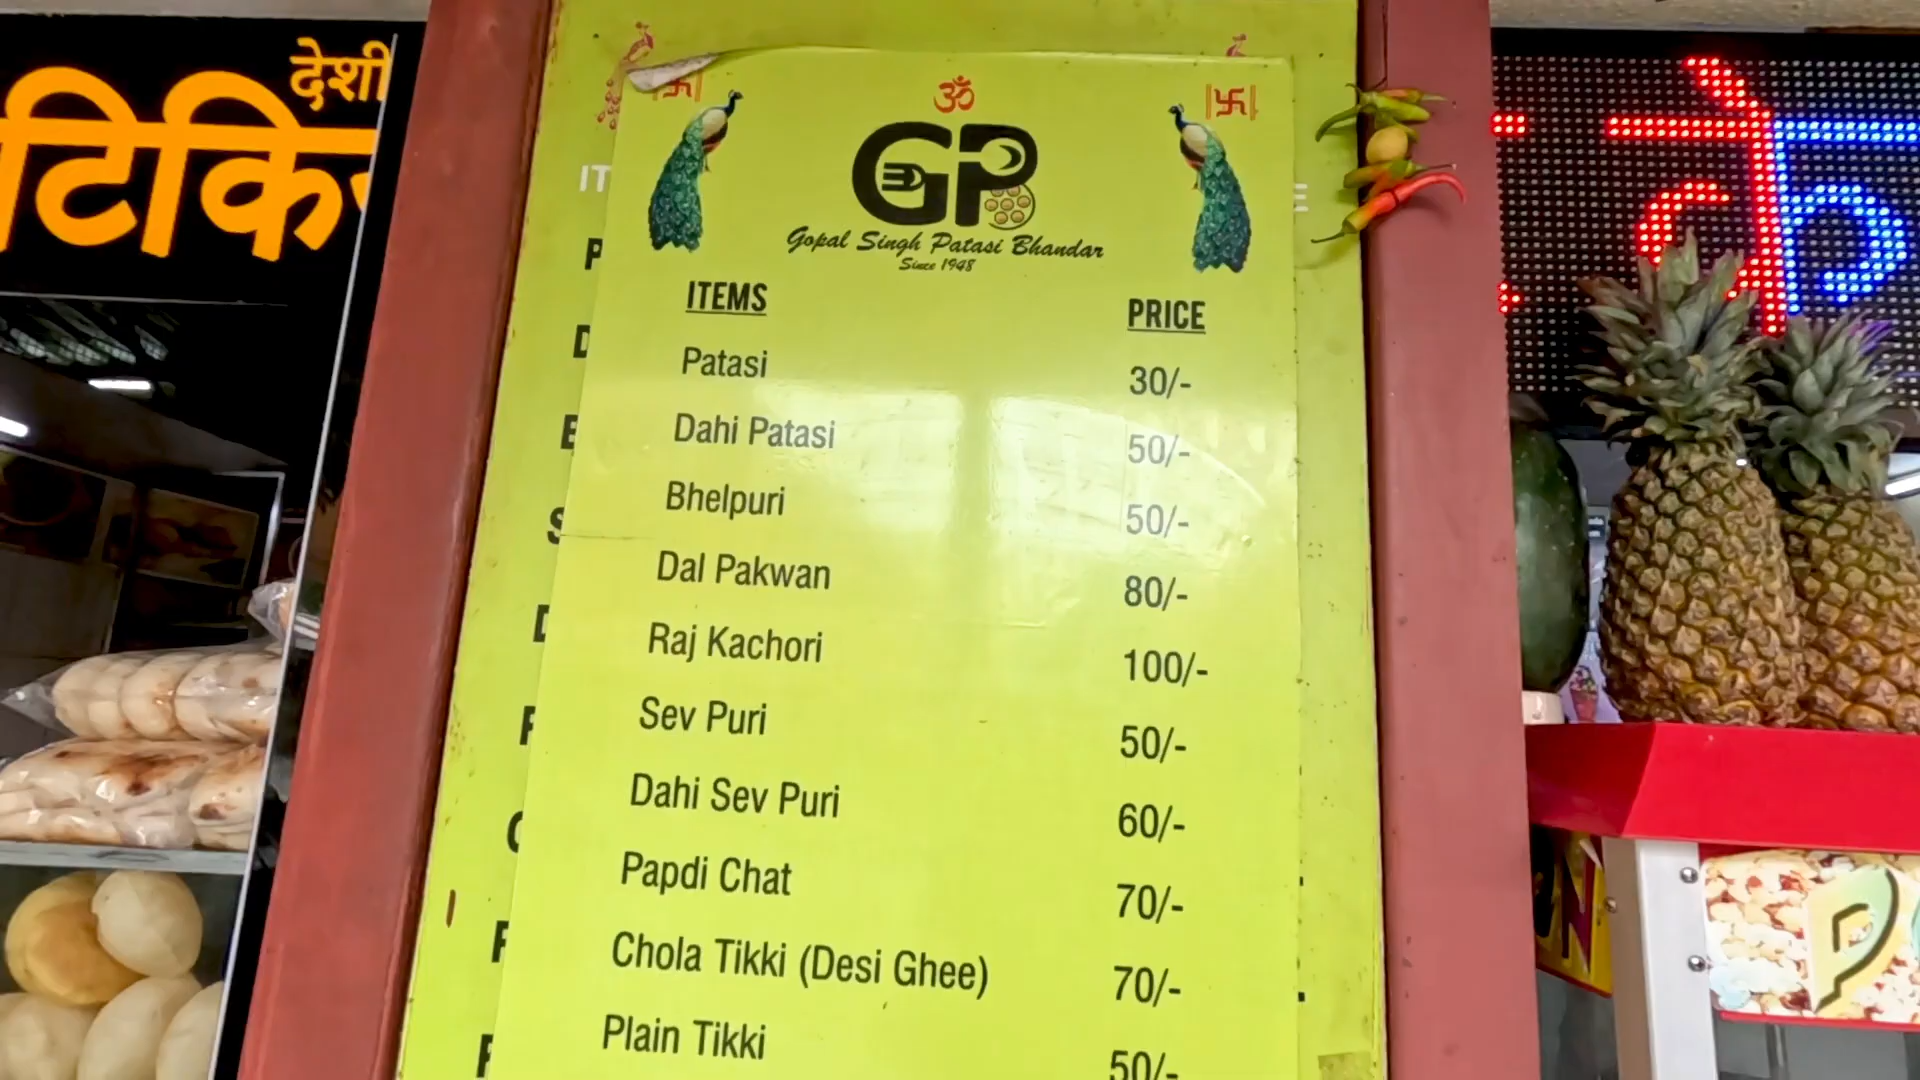 देशी
ॐ
GP
Gopal Singh Patasi Bhandar
Since 1948
ITEMS PRICE
Patasi 30/-
Dahi Patasi 50/-
Bhelpuri 50/-
Dal Pakwan 80/-
Raj Kachori 100/-
Sev Puri 50/-
Dahi Sev Puri 60/-
Papdi Chat 70/-
Chola Tikki (Desi Ghee) 70/-
Plain Tikki 50/-